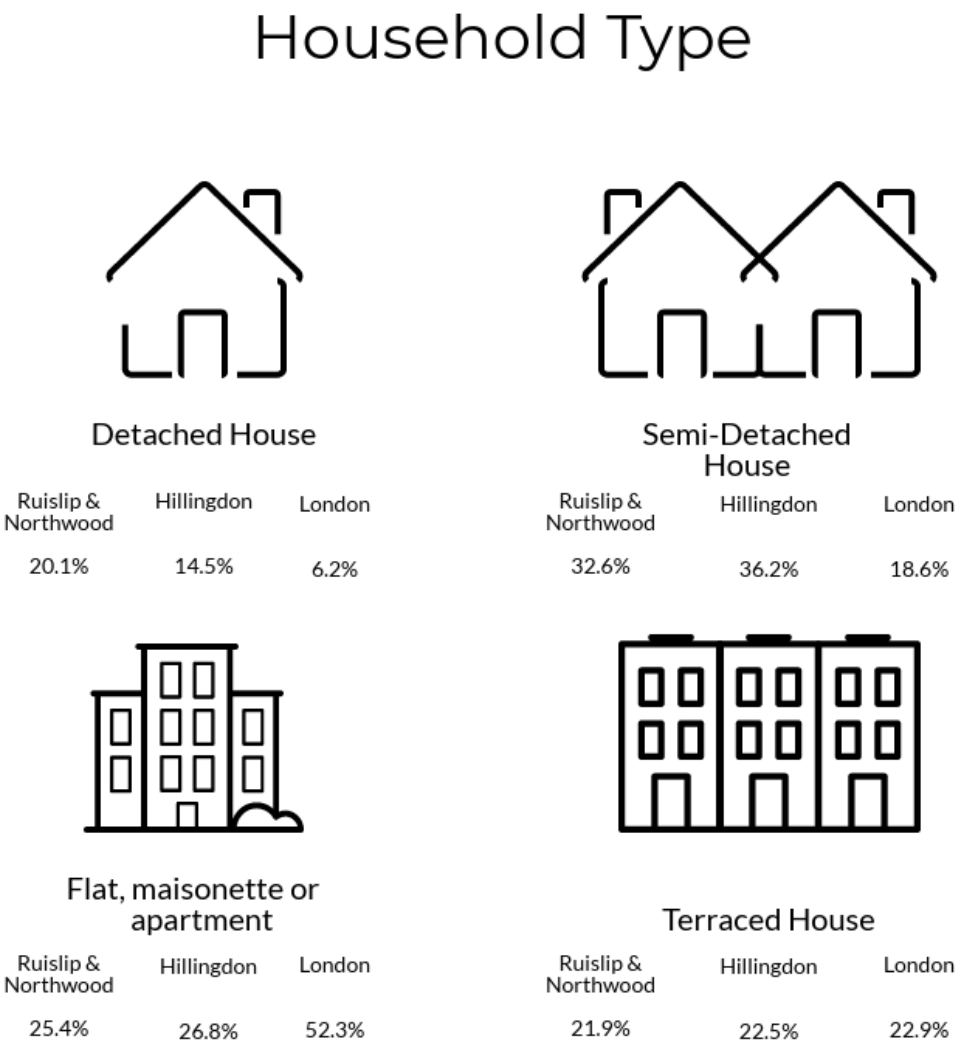 Household Type
Detached House
Ruislip &
Northwood
Hillingdon
London
20.1%
14.5%
6.2%
Semi-Detached
House
Ruislip &
Northwood
Hillingdon
London
32.6%
36.2%
18.6%
Flat, maisonette or
apartment
Ruislip &
Northwood
Hillingdon
London
25.4%
26.8%
52.3%
Terraced House
Ruislip &
Northwood
Hillingdon
London
21.9%
22.5%
22.9%